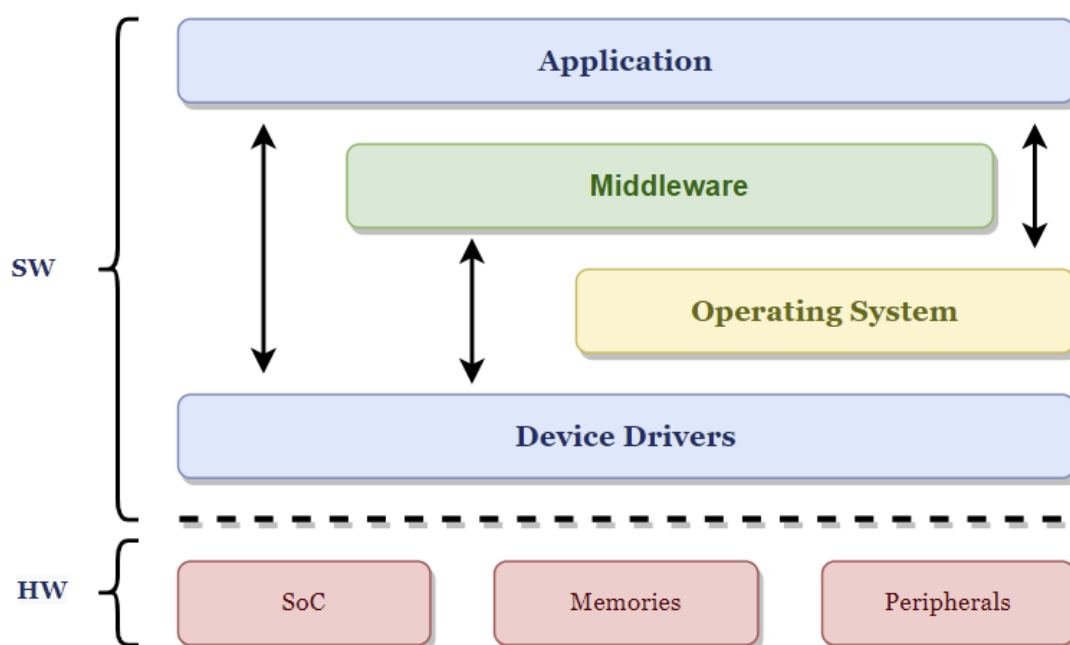 Application
Middleware
SW
Operating System
Device Drivers
HW
SoC
Memories
Peripherals